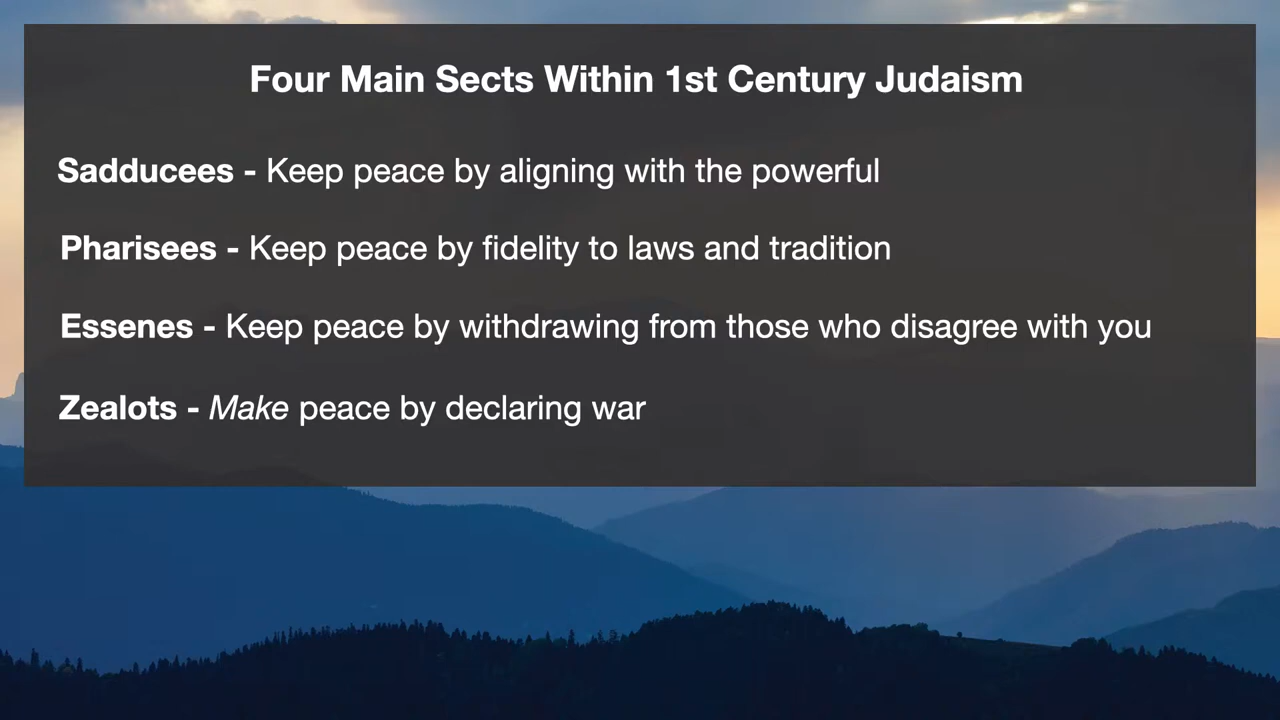 Four Main Sects Within 1st Century Judaism
Sadducees - Keep peace by aligning with the powerful
Pharisees - Keep peace by fidelity to laws and tradition
Essenes - Keep peace by withdrawing from those who disagree with you
Zealots - Make peace by declaring war